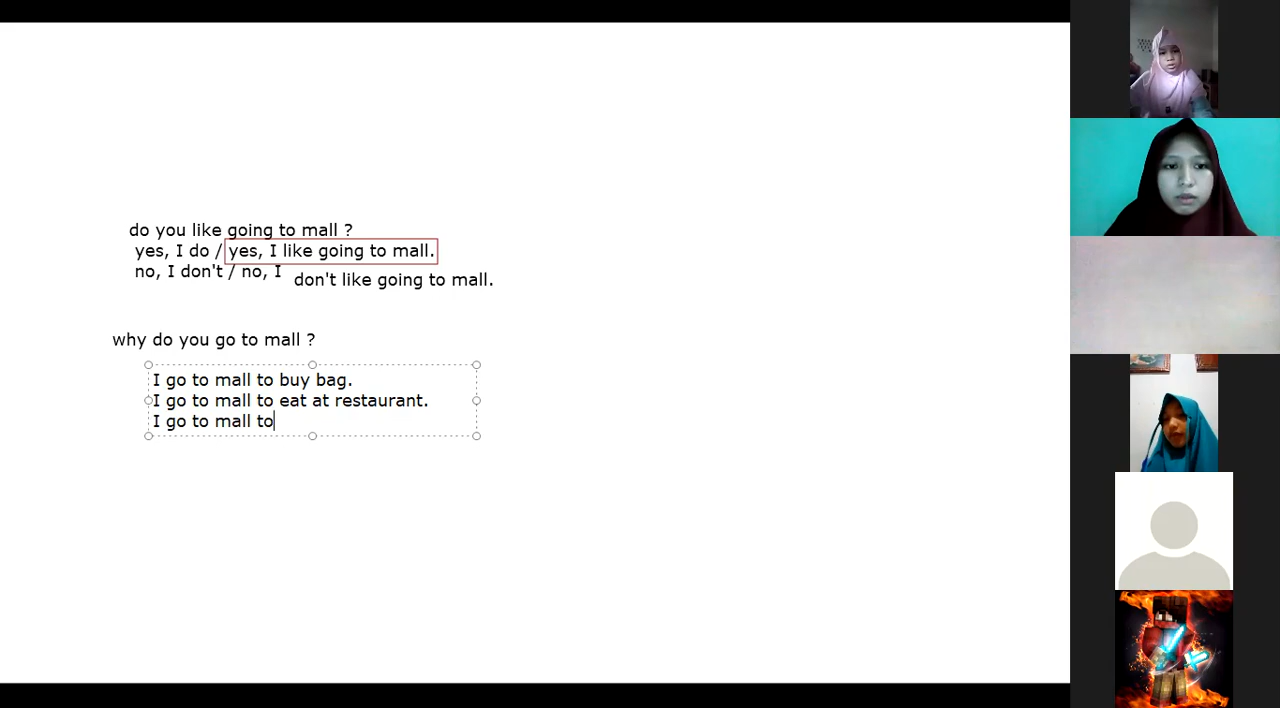 do you like going to mall ?
yes, I do / yes, I like going to mall.
no, I don't / no, I don't like going to mall.
why do you go to mall ?
I go to mall to buy bag.
I go to mall to eat at restaurant.
I go to mall to